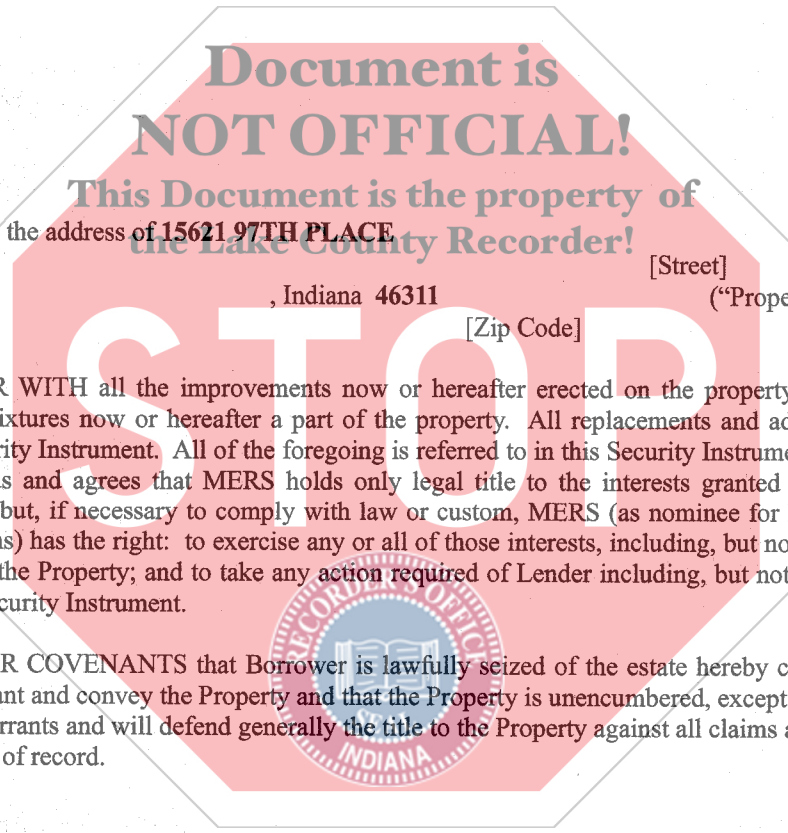 Document is
NOT OFFICIAL!
This Document is the property of
the address of 15621 97TH PLACE
the Lake County Recorder!
[Street]
, Indiana 46311 (“Prope
[Zip Code]
STOP
R WITH all the improvements now or hereafter erected on the property
ixtures now or hereafter a part of the property. All replacements and ad
rity Instrument. All of the foregoing is referred to in this Security Instrume
s and agrees that MERS holds only legal title to the interests granted
but, if necessary to comply with law or custom, MERS (as nominee for
ns) has the right: to exercise any or all of those interests, including, but no
the Property; and to take any action required of Lender including, but not
curity Instrument.
RECORDER'S OFFICE
R COVENANTS that Borrower is lawfully seized of the estate hereby c
ant and convey the Property and that the Property is unencumbered, except
rrants and will defend generally the title to the Property against all claims a
of record.
INDIANA